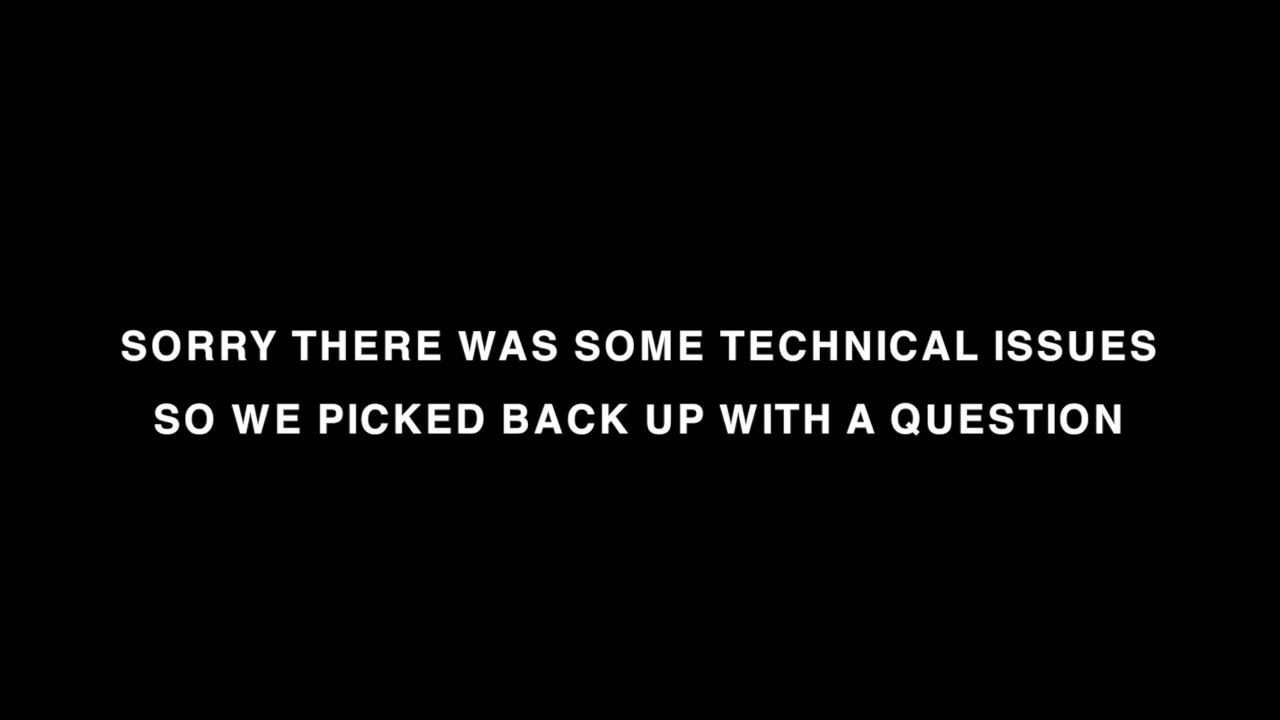 SORRY THERE WAS SOME TECHNICAL ISSUES
SO WE PICKED BACK UP WITH A QUESTION